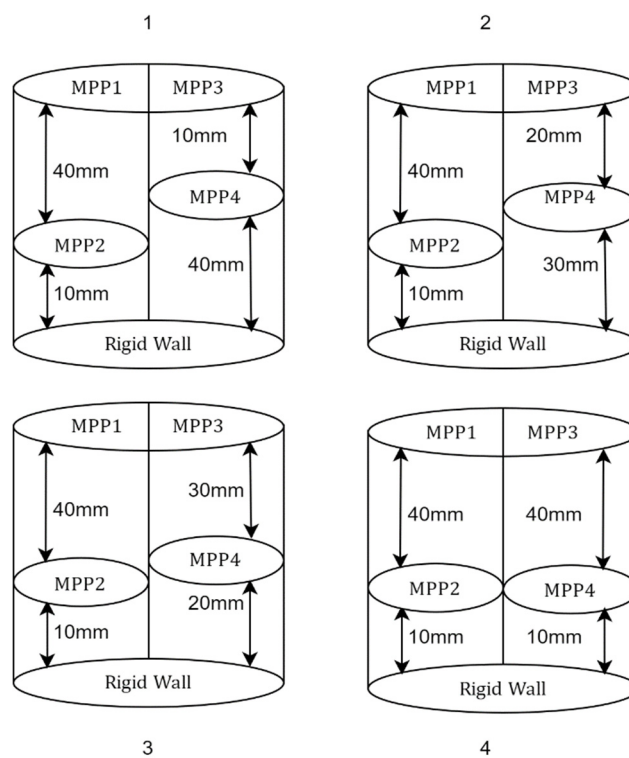 1
MPP1 MPP3
10mm
40mm
MPP4
MPP2
40mm
10mm
Rigid Wall
2
MPP1 MPP3
20mm
40mm
MPP4
MPP2
30mm
10mm
Rigid Wall
MPP1 MPP3
30mm
40mm
MPP4
MPP2
20mm
10mm
Rigid Wall
3
MPP1 MPP3
40mm 40mm
MPP2 MPP4
10mm 10mm
Rigid Wall
4